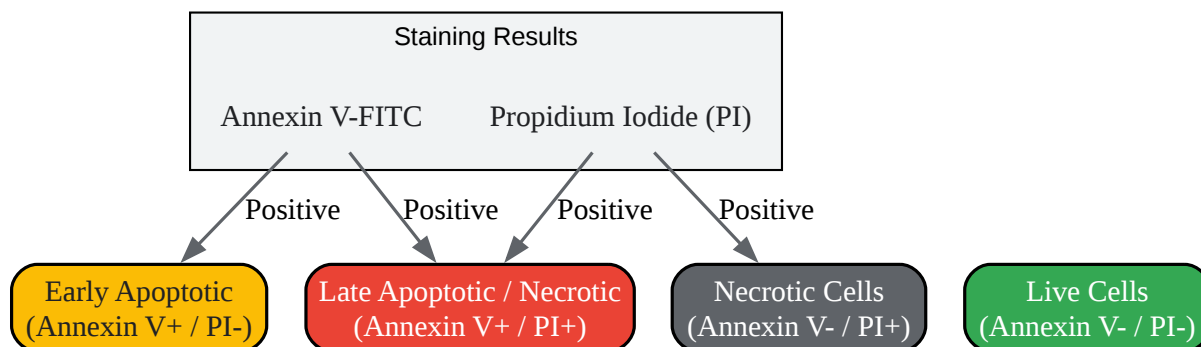 Staining Results
Annexin V-FITC
Propidium Iodide (PI)
Positive
Positive
Positive
Positive
Early Apoptotic
(Annexin V+ / PI-)
Late Apoptotic / Necrotic
(Annexin V+ / PI+)
Necrotic Cells
(Annexin V- / PI+)
Live Cells
(Annexin V- / PI-)